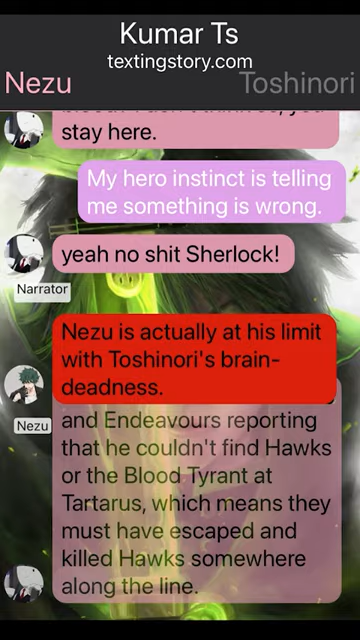 Kumar Ts
textingstory.com
Nezu
Toshinori
stay here.
My hero instinct is telling
me something is wrong.
yeah no shit Sherlock!
Narrator
Nezu is actually at his limit
with Toshinori's brain-
deadness.
Nezu
and Endeavours reporting
that he couldn't find Hawks
or the Blood Tyrant at
Tartarus, which means they
must have escaped and
killed Hawks somewhere
along the line.